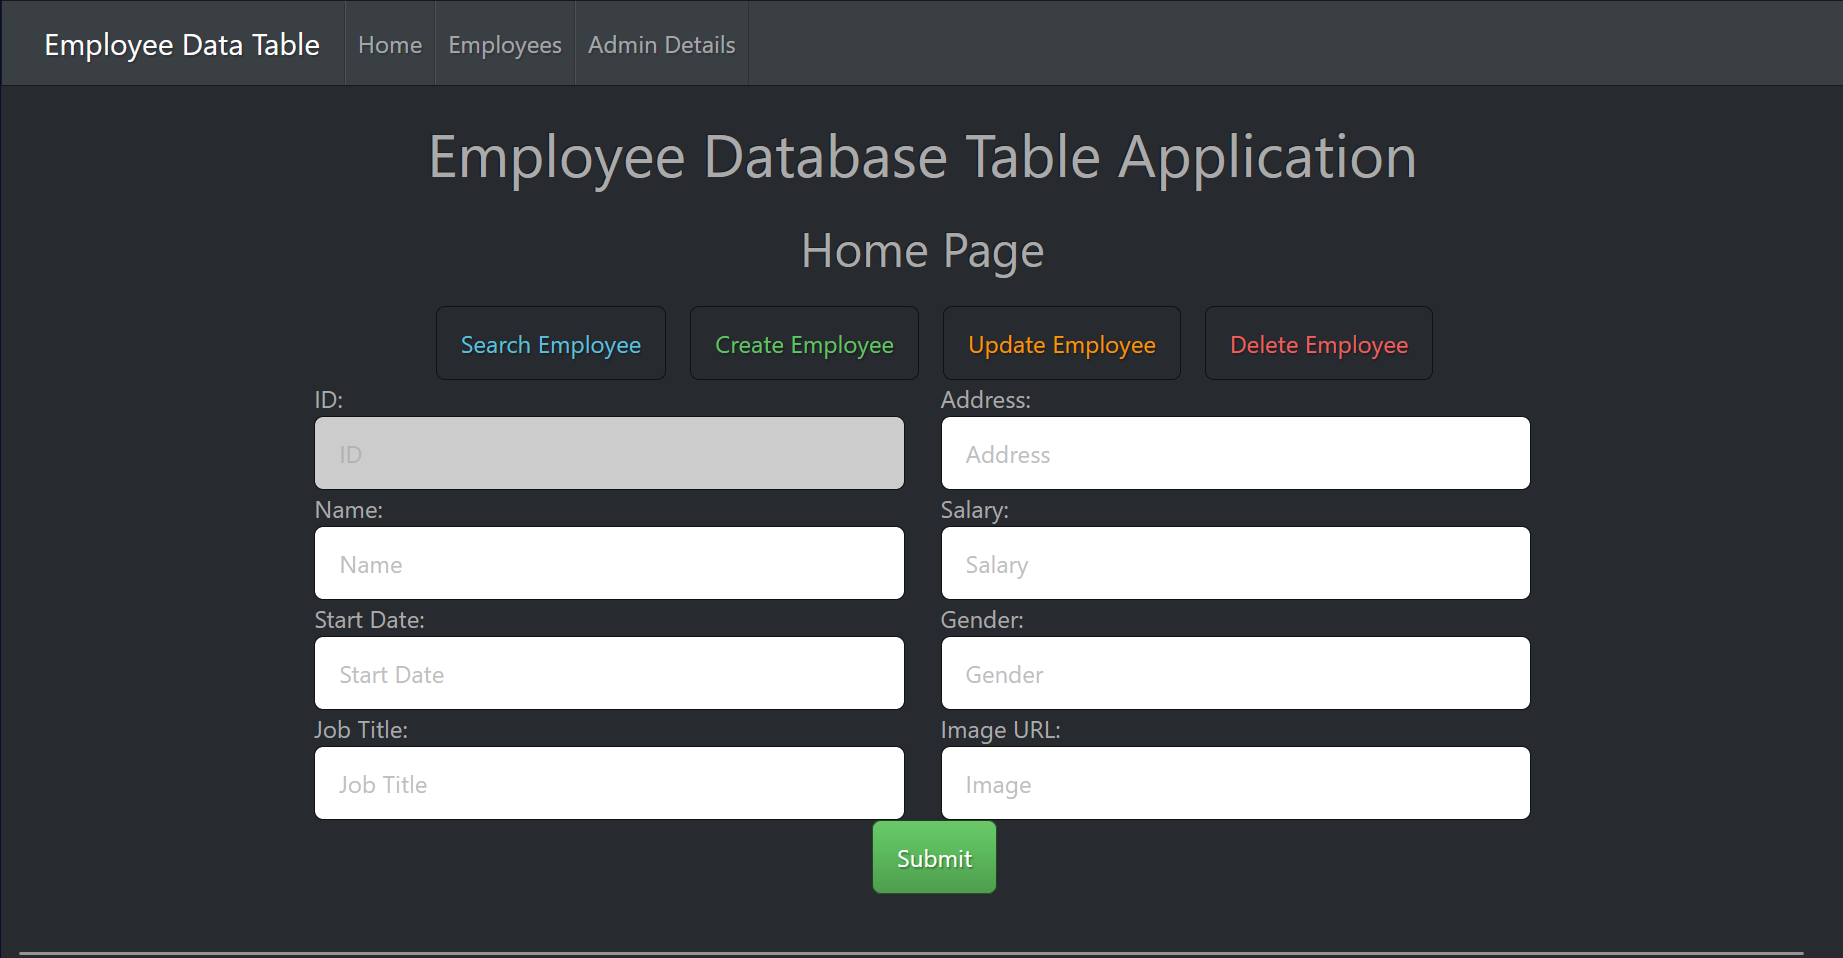 Employee Data Table Home Employees Admin Details
Employee Database Table Application
Home Page
Search Employee Create Employee Update Employee Delete Employee
ID: Address:
ID Address
Name: Salary:
Name Salary
Start Date: Gender:
Start Date Gender
Job Title: Image URL:
Job Title Image
Submit